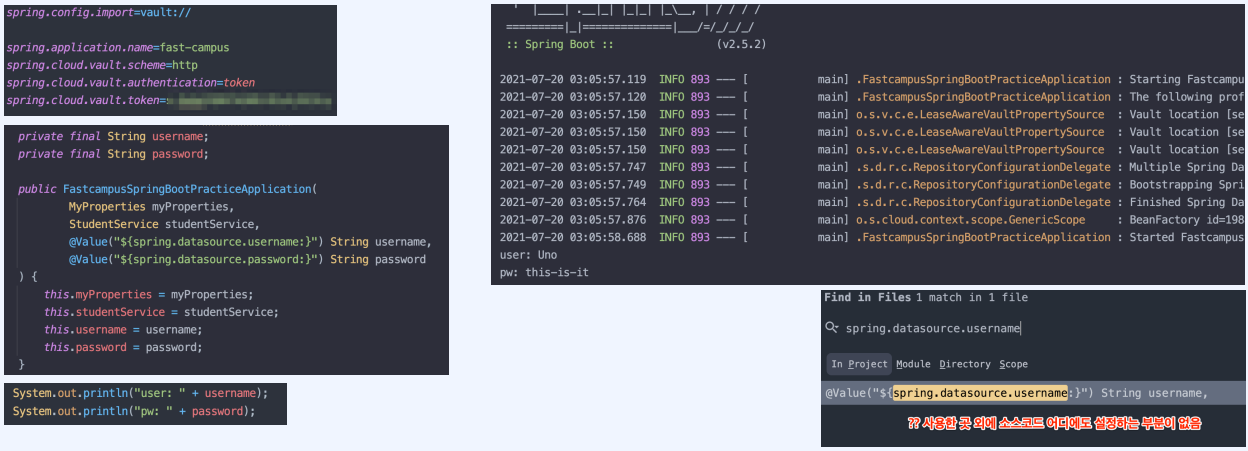 spring.config.import=vault://
spring.application.name=fast-campus
spring.cloud.vault.scheme=http
spring.cloud.vault.authentication=token
spring.cloud.vault.token=
private final String username;
private final String password;
public FastcampusSpringBootPracticeApplication(
MyProperties myProperties,
StudentService studentService,
@Value("${spring.datasource.username:}") String username,
@Value("${spring.datasource.password:}") String password
) {
this.myProperties = myProperties;
this.studentService = studentService;
this.username = username;
this.password = password;
}
System.out.println("user: " + username);
System.out.println("pw: " + password);
'  |____| .__|_| |_|_| |_\__, | / / / /
=========|_|==============|___/=/_/_/_/
:: Spring Boot :: (v2.5.2)
2021-07-20 03:05:57.119 INFO 893 --- [ main] .FastcampusSpringBootPracticeApplication : Starting Fastcampu
2021-07-20 03:05:57.120 INFO 893 --- [ main] .FastcampusSpringBootPracticeApplication : The following prof
2021-07-20 03:05:57.150 INFO 893 --- [ main] o.s.v.c.e.LeaseAwareVaultPropertySource : Vault location [se
2021-07-20 03:05:57.150 INFO 893 --- [ main] o.s.v.c.e.LeaseAwareVaultPropertySource : Vault location [se
2021-07-20 03:05:57.150 INFO 893 --- [ main] o.s.v.c.e.LeaseAwareVaultPropertySource : Vault location [se
2021-07-20 03:05:57.747 INFO 893 --- [ main] .s.d.r.c.RepositoryConfigurationDelegate : Multiple Spring Da
2021-07-20 03:05:57.749 INFO 893 --- [ main] .s.d.r.c.RepositoryConfigurationDelegate : Bootstrapping Spri
2021-07-20 03:05:57.764 INFO 893 --- [ main] .s.d.r.c.RepositoryConfigurationDelegate : Finished Spring Da
2021-07-20 03:05:57.876 INFO 893 --- [ main] o.s.cloud.context.scope.GenericScope : BeanFactory id=198
2021-07-20 03:05:58.688 INFO 893 --- [ main] .FastcampusSpringBootPracticeApplication : Started Fastcampus
user: Uno
pw: this-is-it
Find in Files 1 match in 1 file
spring.datasource.username
In Project Module Directory Scope
@Value("${spring.datasource.username:}") String username,
?? 사용한 곳 외에 소스코드 어디에도 설정하는 부분이 없음